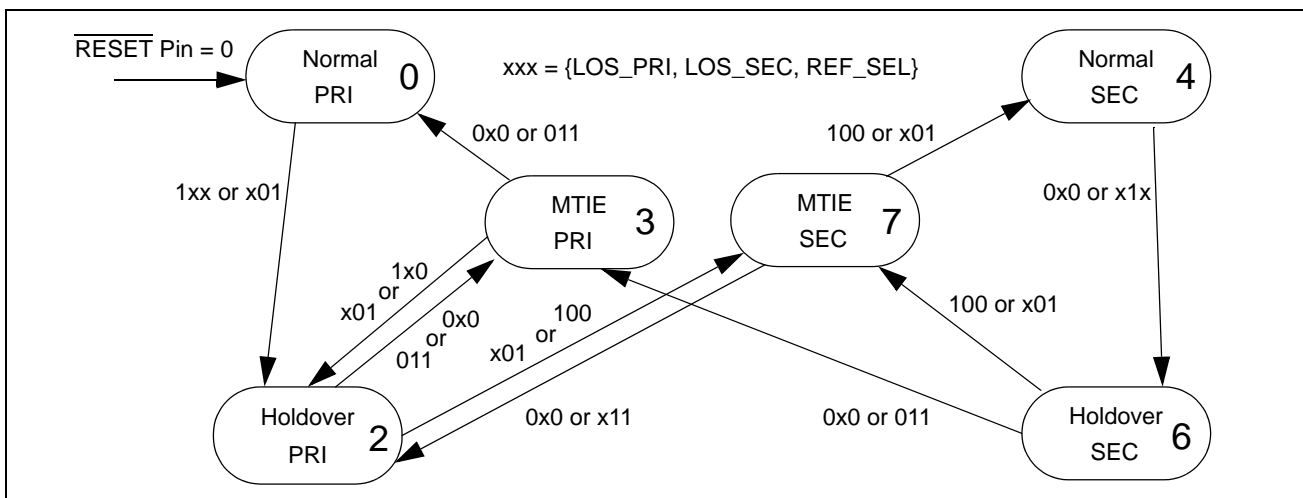 RESET Pin = 0
Normal
PRI
0
xxx = {LOS_PRI, LOS_SEC, REF_SEL}
Normal
SEC
4
0x0 or 011
100 or x01
1xx or x01
MTIE
PRI
3
MTIE
SEC
7
0x0 or x1x
x01 or 1x0
011 or 0x0
x01 or 100
100 or x01
Holdover
PRI
2
0x0 or x11
0x0 or 011
Holdover
SEC
6